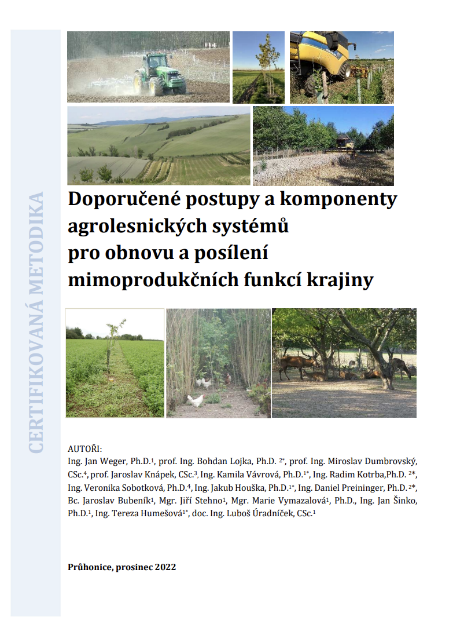 CERTIFIKOVANÁ METODIKA
Doporučené postupy a komponenty
agrolesnických systémů
pro obnovu a posílení
mimoprodukčních funkcí krajiny
AUTOŘI:
Ing. Jan Weger, Ph.D.¹, prof. Ing. Bohdan Lojka, Ph.D. ²*, prof. Ing. Miroslav Dumbrovský,
CSc.⁴, prof. Jaroslav Knápek, CSc.³, Ing. Kamila Vávrová, Ph.D.¹*, Ing. Radim Kotrba,Ph.D. ²*,
Ing. Veronika Sobotková, Ph.D.⁴, Ing. Jakub Houška, Ph.D.¹*, Ing. Daniel Preininger, Ph.D. ²*,
Bc. Jaroslav Bubeník¹, Mgr. Jiří Stehno¹, Mgr. Marie Vymazalová¹, Ph.D., Ing. Jan Šinko,
Ph.D.¹, Ing. Tereza Humešová¹*, doc. Ing. Luboš Úradníček, CSc.¹
Průhonice, prosinec 2022